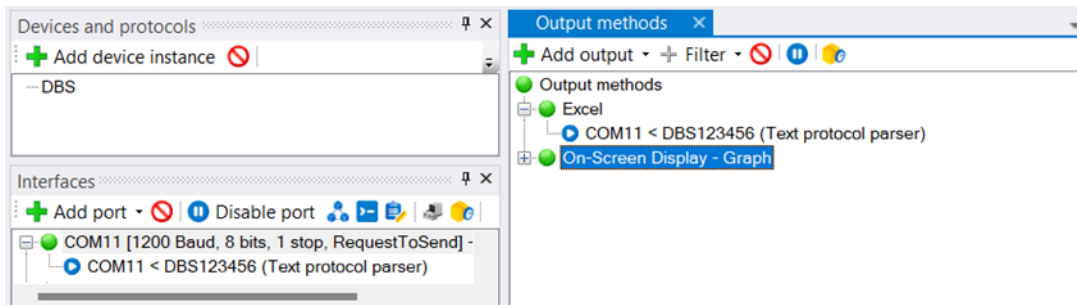 Devices and protocols
Add device instance
DBS
Interfaces
Add port Disable port
COM11 [1200 Baud, 8 bits, 1 stop, RequestToSend] -
COM11 < DBS123456 (Text protocol parser)
Output methods
Add output Filter
Output methods
Excel
COM11 < DBS123456 (Text protocol parser)
On-Screen Display - Graph